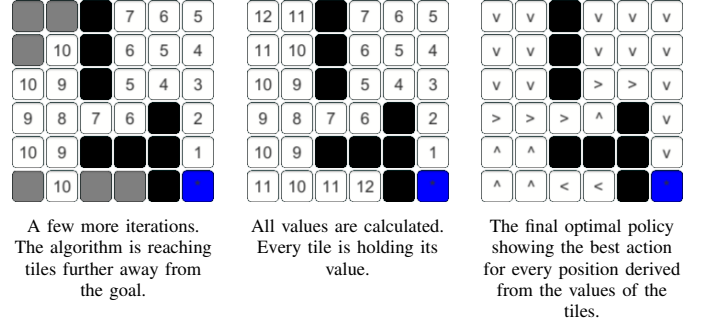 7 6 5
10 6 5 4
10 9 5 4 3
9 8 7 6 2
10 9 1
10
A few more iterations.
The algorithm is reaching
tiles further away from
the goal.
12 11 7 6 5
11 10 6 5 4
10 9 5 4 3
9 8 7 6 2
10 9 1
11 10 11 12
All values are calculated.
Every tile is holding its
value.
v v v v v
v v v v v
v v > > v
> > > ^ v
^ ^ v
^ ^ < <
The final optimal policy
showing the best action
for every position derived
from the values of the
tiles.